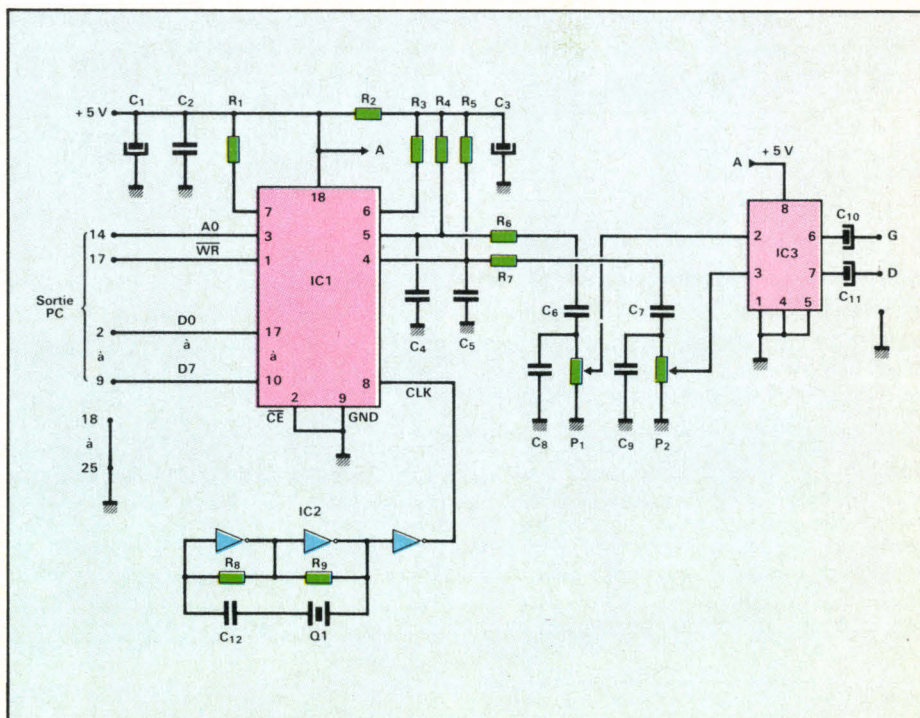 C1 C2 R1 R2 R3 R4 R5 C3
+ 5 V
A
A + 5 V
18
8
7 6
14 A0 3 5 R6
17 WR 1 4 R7
IC1
2 6 C10 G
3 7 C11 D
IC3
1 4 5
Sortie
PC
C6 C7
C4 C5
2 D0 17
à à à
9 D7 10 8 CLK
CE 2 9 GND
C8 P1 C9 P2
18
à
25
IC2
R8 R9
C12 Q1